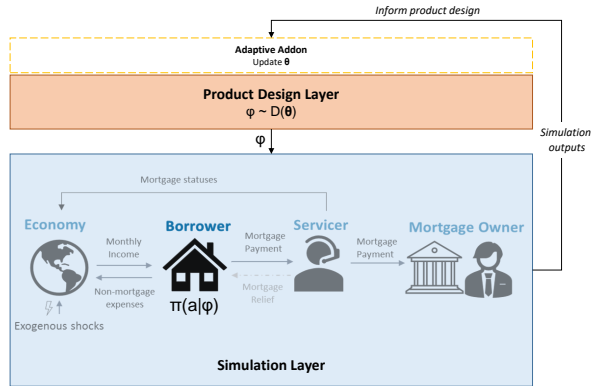 Inform product design
Adaptive Addon
Update θ
Product Design Layer
φ ~ D(θ)
Simulation
outputs
φ
Mortgage statuses
Economy
Borrower
Servicer
Mortgage Owner
Monthly
Income
Mortgage
Payment
Mortgage
Payment
Non-mortgage
expenses
Mortgage
Relief
π(a|φ)
Exogenous shocks
Simulation Layer